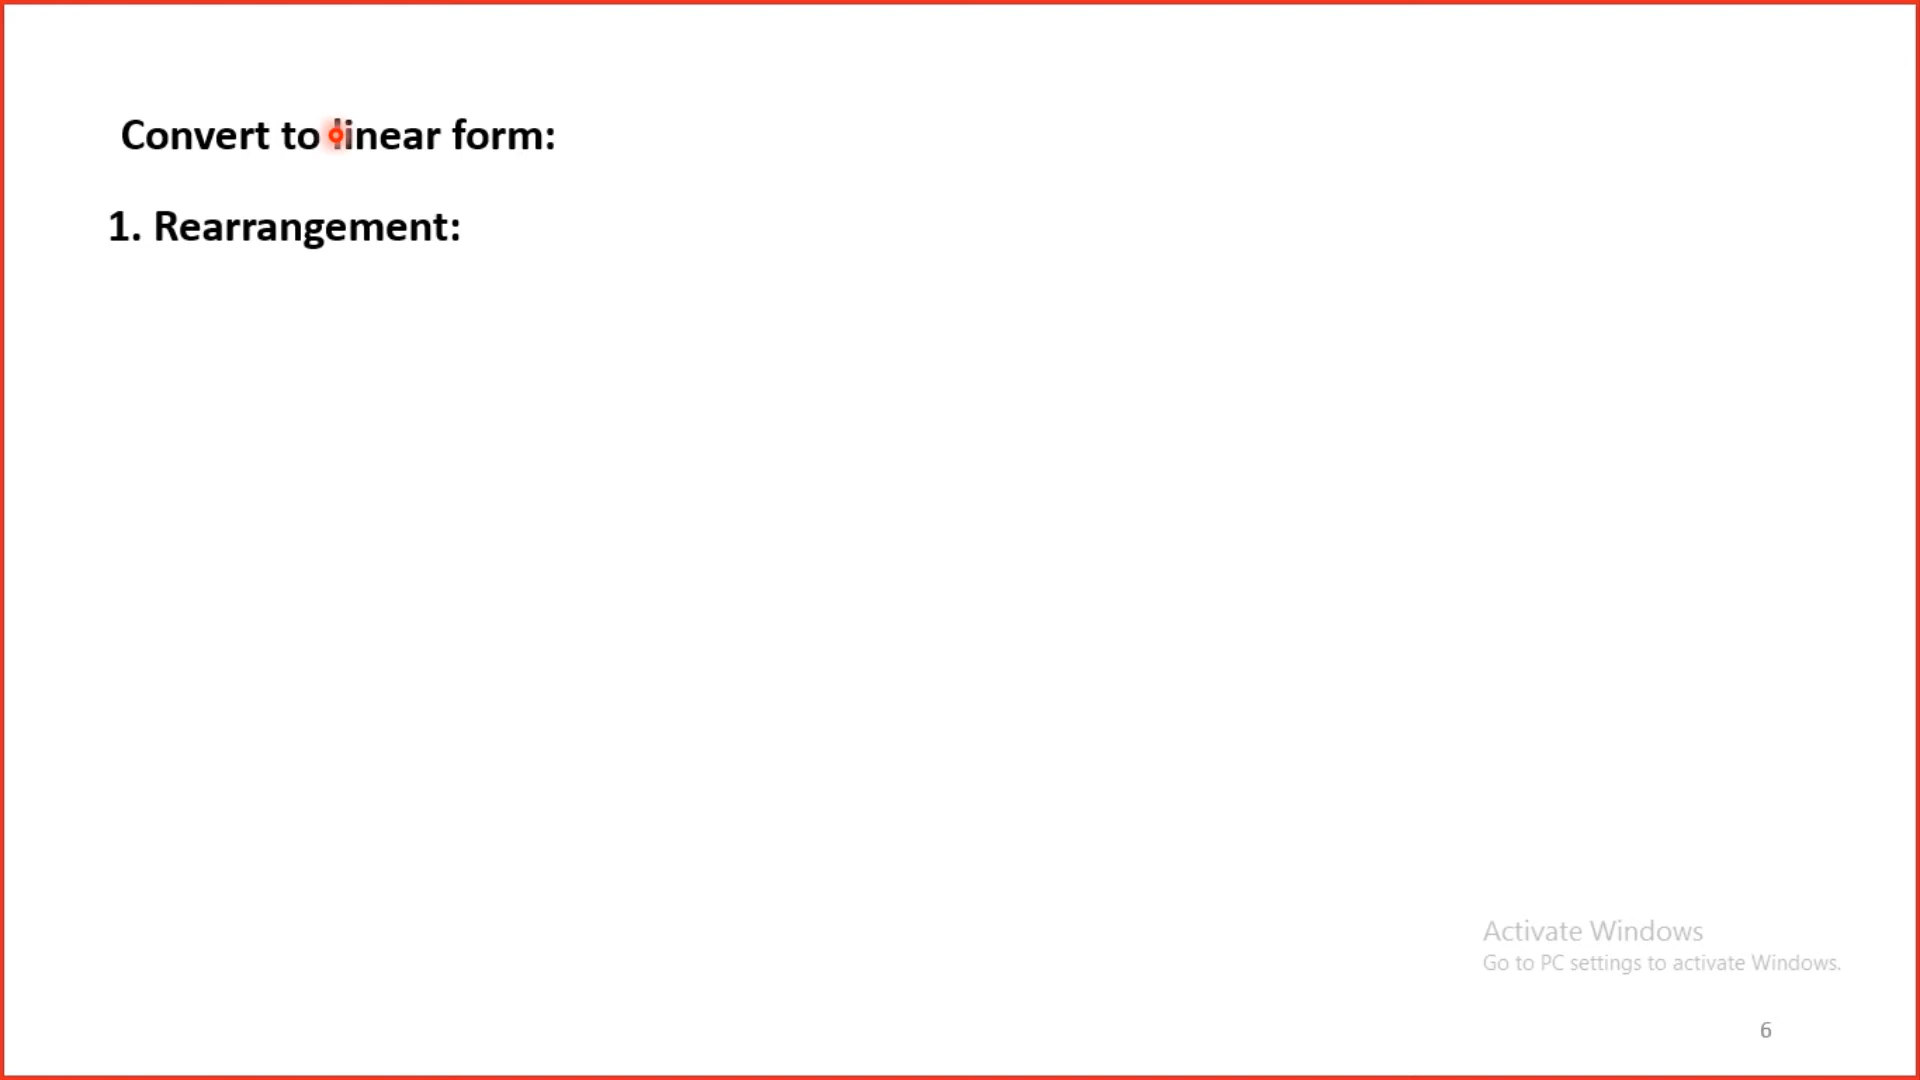 Convert to linear form:
1. Rearrangement:
Activate Windows
Go to PC settings to activate Windows.
6